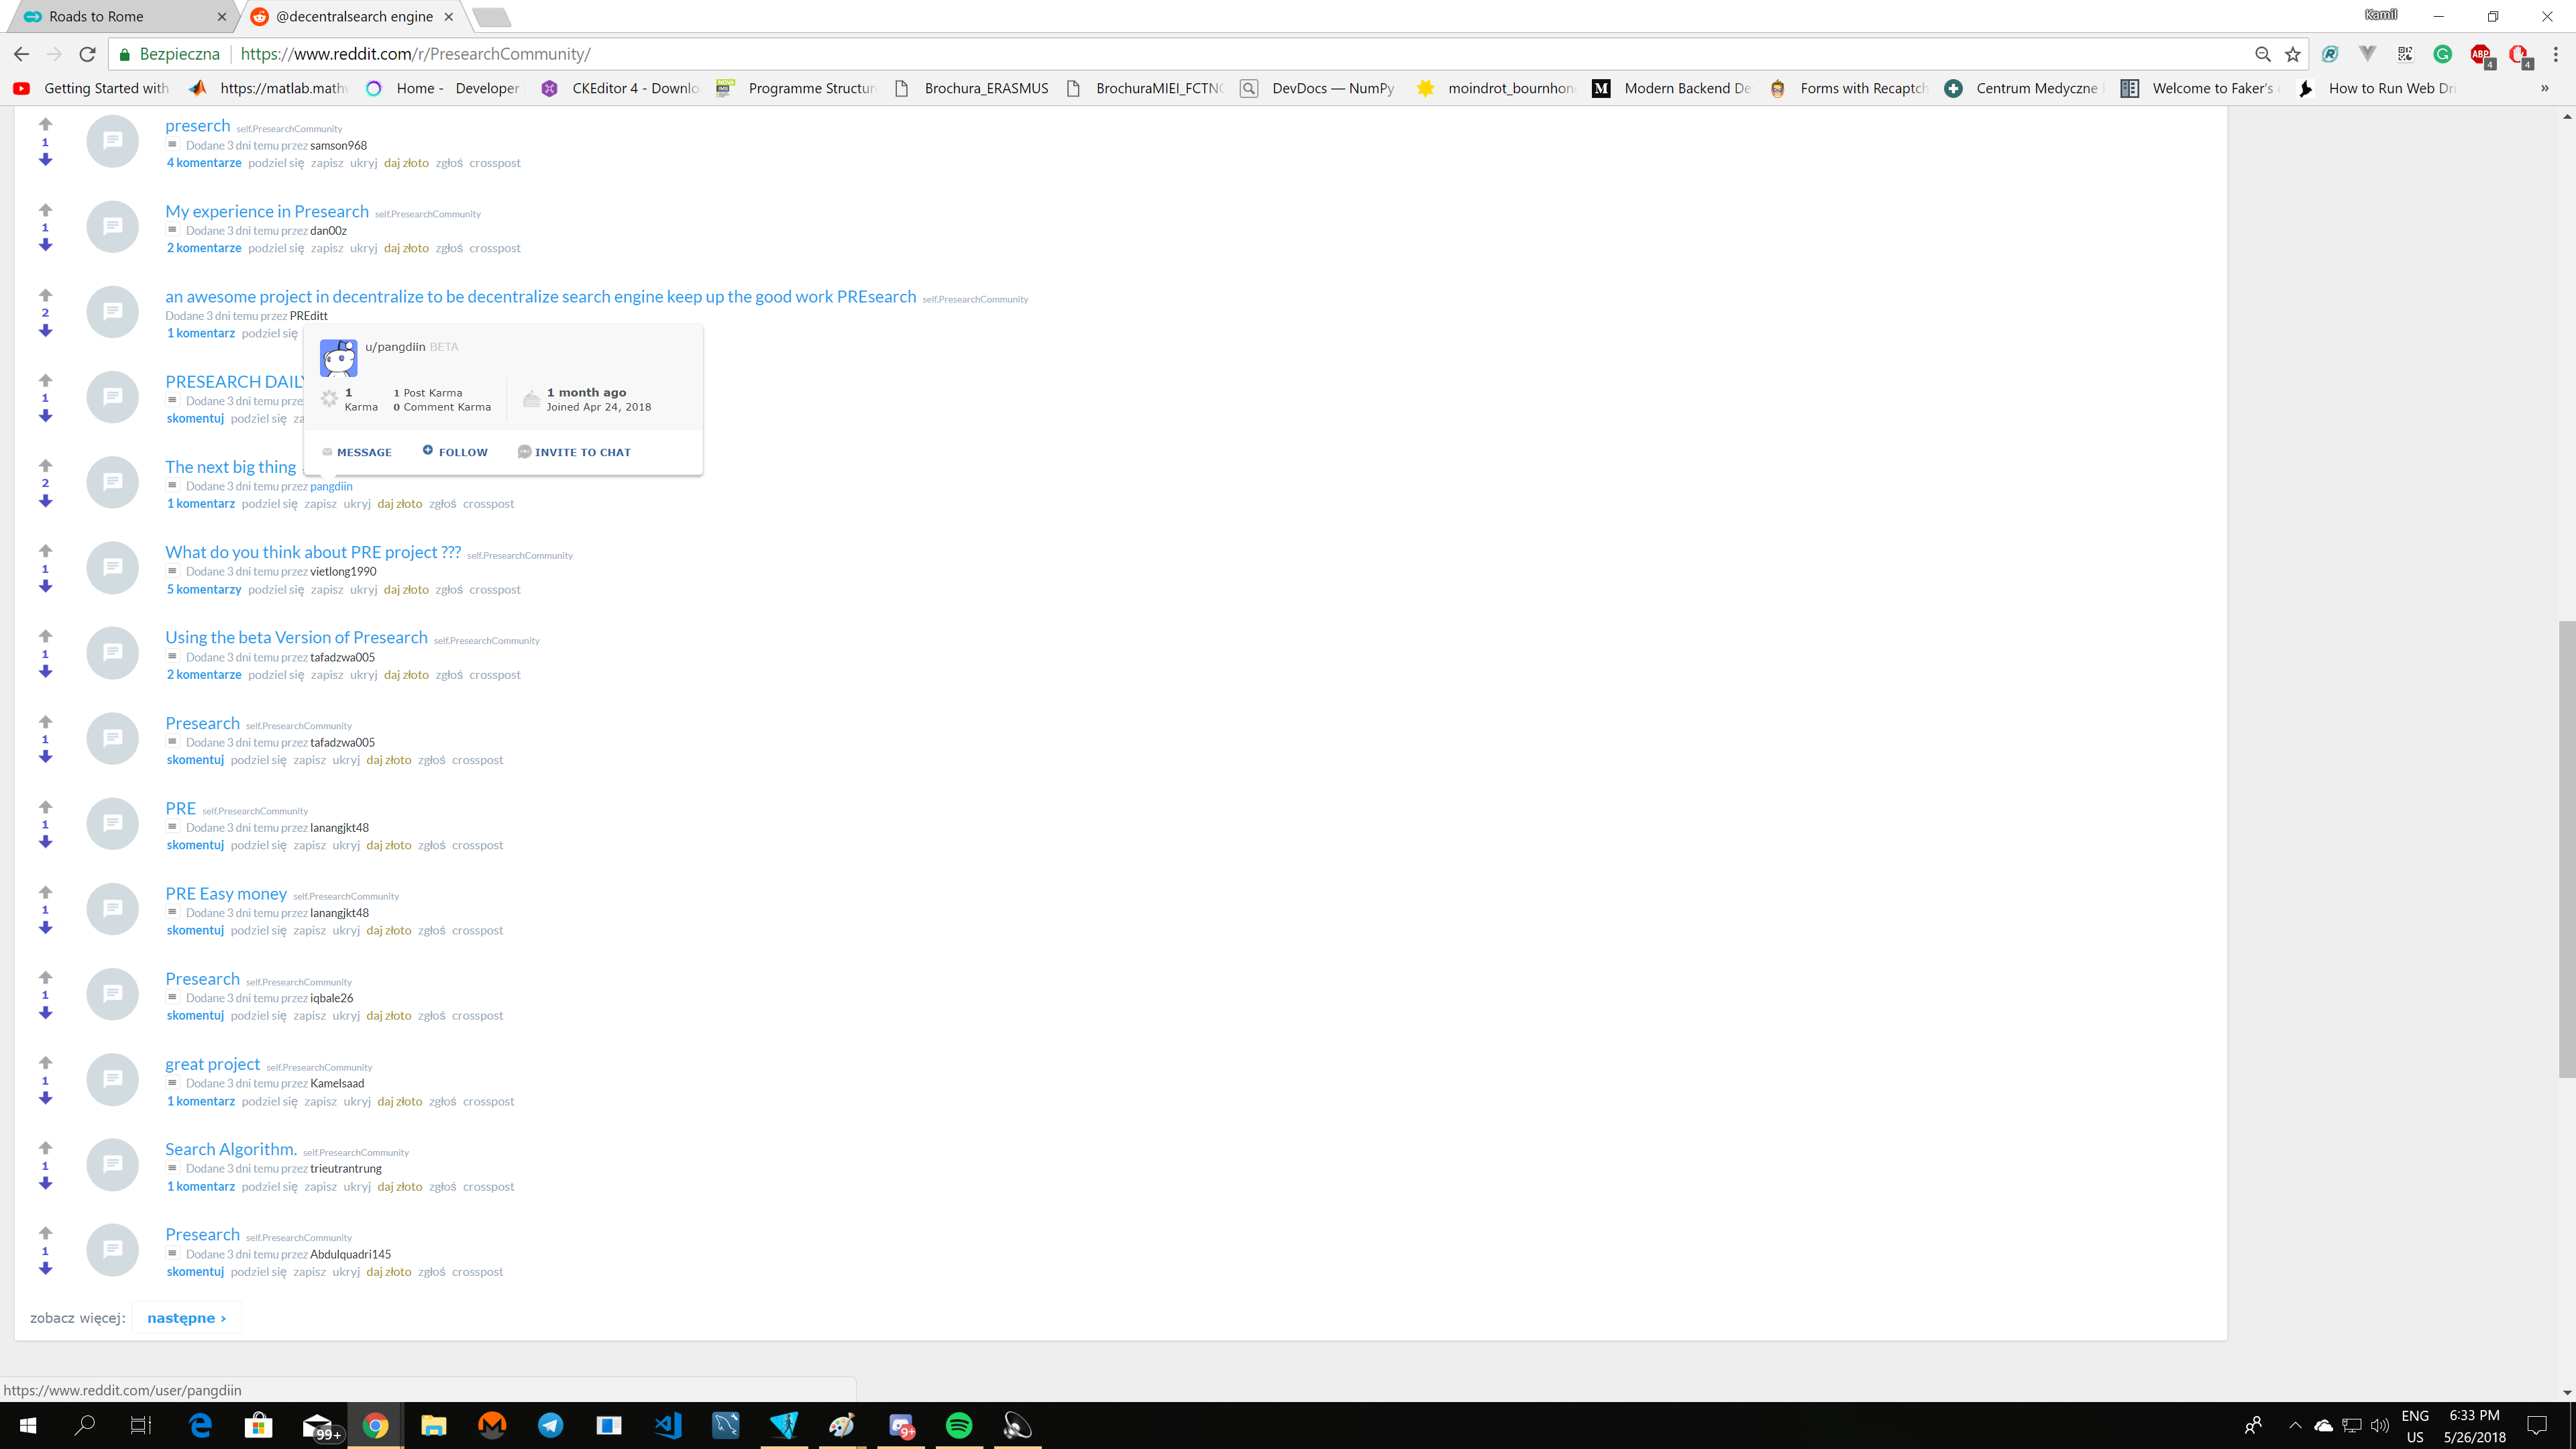 Roads to Rome
@decentralsearch engine
Kamil
Bezpieczna
https://www.reddit.com/r/PresearchCommunity/
ABP 4
4
Getting Started with
https://matlab.math
Home - Developer
CKEditor 4 - Downlo
Programme Structur
Brochura_ERASMUS
BrochuraMIEI_FCTN
DevDocs — NumPy
moindrot_bournhon
Modern Backend De
Forms with Recaptch
Centrum Medyczne
Welcome to Faker's
How to Run Web Dri
»
preserch self.PresearchCommunity
1
Dodane 3 dni temu przez samson968
4 komentarze podziel się zapisz ukryj daj złoto zgłoś crosspost
My experience in Presearch self.PresearchCommunity
1
Dodane 3 dni temu przez dan00z
2 komentarze podziel się zapisz ukryj daj złoto zgłoś crosspost
an awesome project in decentralize to be decentralize search engine keep up the good work PREsearch self.PresearchCommunity
2
Dodane 3 dni temu przez PREditt
1 komentarz podziel się
u/pangdiin BETA
1 Karma
1 Post Karma
0 Comment Karma
1 month ago
Joined Apr 24, 2018
MESSAGE FOLLOW INVITE TO CHAT
PRESEARCH DAILY
1
Dodane 3 dni temu prze
skomentuj podziel się za
The next big thing
2
Dodane 3 dni temu przez pangdiin
1 komentarz podziel się zapisz ukryj daj złoto zgłoś crosspost
What do you think about PRE project ??? self.PresearchCommunity
1
Dodane 3 dni temu przez vietlong1990
5 komentarzy podziel się zapisz ukryj daj złoto zgłoś crosspost
Using the beta Version of Presearch self.PresearchCommunity
1
Dodane 3 dni temu przez tafadzwa005
2 komentarze podziel się zapisz ukryj daj złoto zgłoś crosspost
Presearch self.PresearchCommunity
1
Dodane 3 dni temu przez tafadzwa005
skomentuj podziel się zapisz ukryj daj złoto zgłoś crosspost
PRE self.PresearchCommunity
1
Dodane 3 dni temu przez lanangjkt48
skomentuj podziel się zapisz ukryj daj złoto zgłoś crosspost
PRE Easy money self.PresearchCommunity
1
Dodane 3 dni temu przez lanangjkt48
skomentuj podziel się zapisz ukryj daj złoto zgłoś crosspost
Presearch self.PresearchCommunity
1
Dodane 3 dni temu przez iqbale26
skomentuj podziel się zapisz ukryj daj złoto zgłoś crosspost
great project self.PresearchCommunity
1
Dodane 3 dni temu przez Kamelsaad
1 komentarz podziel się zapisz ukryj daj złoto zgłoś crosspost
Search Algorithm. self.PresearchCommunity
1
Dodane 3 dni temu przez trieutrantrung
1 komentarz podziel się zapisz ukryj daj złoto zgłoś crosspost
Presearch self.PresearchCommunity
1
Dodane 3 dni temu przez Abdulquadri145
skomentuj podziel się zapisz ukryj daj złoto zgłoś crosspost
zobacz więcej: następne ›
https://www.reddit.com/user/pangdiin
99+
9+
ENG
US
6:33 PM
5/26/2018